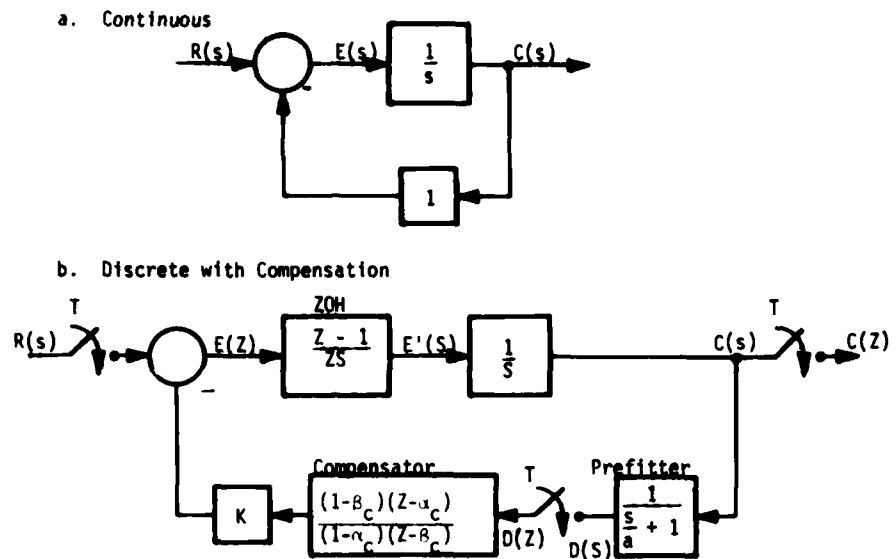 a. Continuous
R(s) E(s) 1/s C(s)
-
1
b. Discrete with Compensation
T ZOH T
R(s) E(Z) Z - 1/ZS E'(S) 1/S C(s) C(Z)
-
Compensator T Prefitter
K (1-β_c)(Z-α_c)/(1-α_c)(Z-β_c) D(Z) D(S) 1/(s/a + 1)